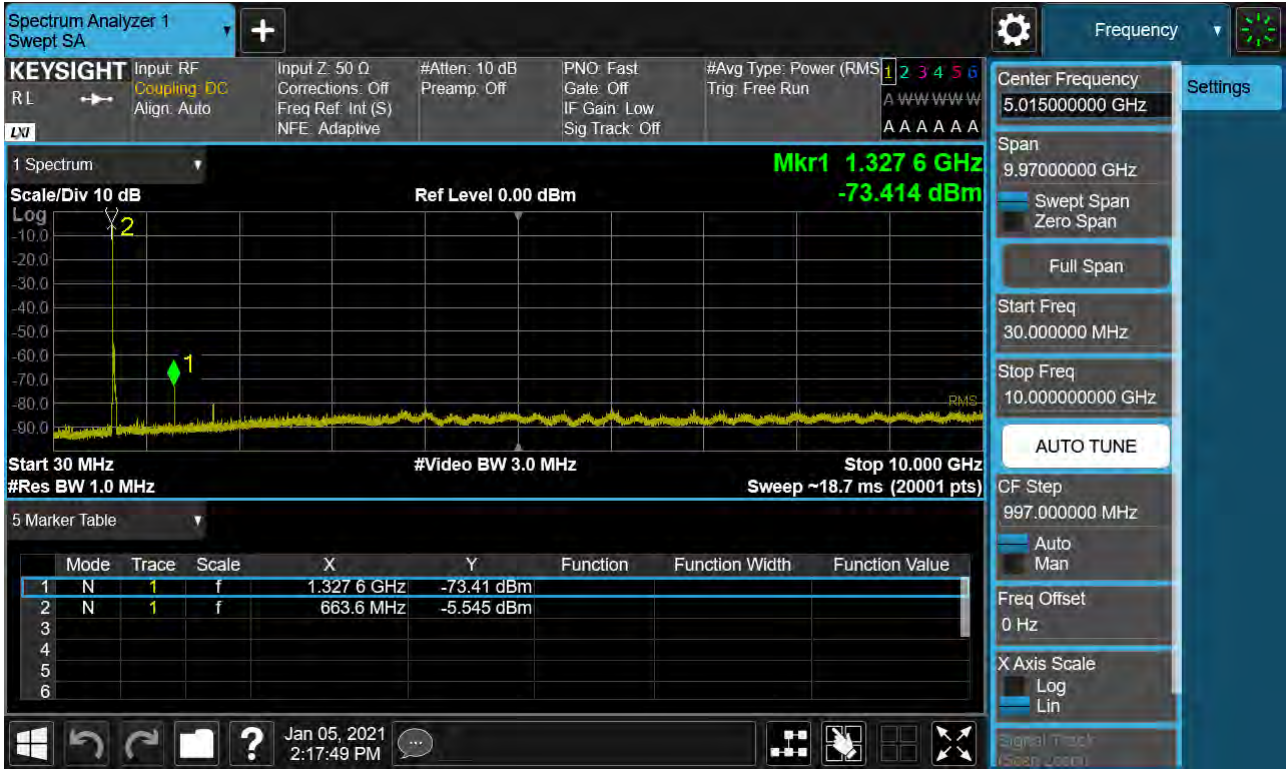 Spectrum Analyzer 1
Swept SA
+
Frequency
KEYSIGHT
RL
LXI
Input: RF
Coupling: DC
Align: Auto
Input Z: 50 Ω
Corrections: Off
Freq Ref: Int (S)
NFE: Adaptive
#Atten: 10 dB
Preamp: Off
PNO: Fast
Gate: Off
IF Gain: Low
Sig Track: Off
#Avg Type: Power (RMS
Trig: Free Run
1 2 3 4 5 6
A W W W W W
A A A A A A
1 Spectrum
Mkr1 1.327 6 GHz
Scale/Div 10 dB
Ref Level 0.00 dBm
-73.414 dBm
Log
2
-10.0
-20.0
-30.0
-40.0
-50.0
-60.0
1
-70.0
-80.0
RMS
-90.0
Start 30 MHz
#Video BW 3.0 MHz
Stop 10.000 GHz
#Res BW 1.0 MHz
Sweep ~18.7 ms (20001 pts)
5 Marker Table
Mode Trace Scale X Y Function Function Width Function Value
1 N 1 f 1.327 6 GHz -73.41 dBm
2 N 1 f 663.6 MHz -5.545 dBm
3
4
5
6
?
Jan 05, 2021
2:17:49 PM
Center Frequency
5.015000000 GHz
Settings
Span
9.97000000 GHz
Swept Span
Zero Span
Full Span
Start Freq
30.000000 MHz
Stop Freq
10.000000000 GHz
AUTO TUNE
CF Step
997.000000 MHz
Auto
Man
Freq Offset
0 Hz
X Axis Scale
Log
Lin
Signal Track
(Span Zoom)